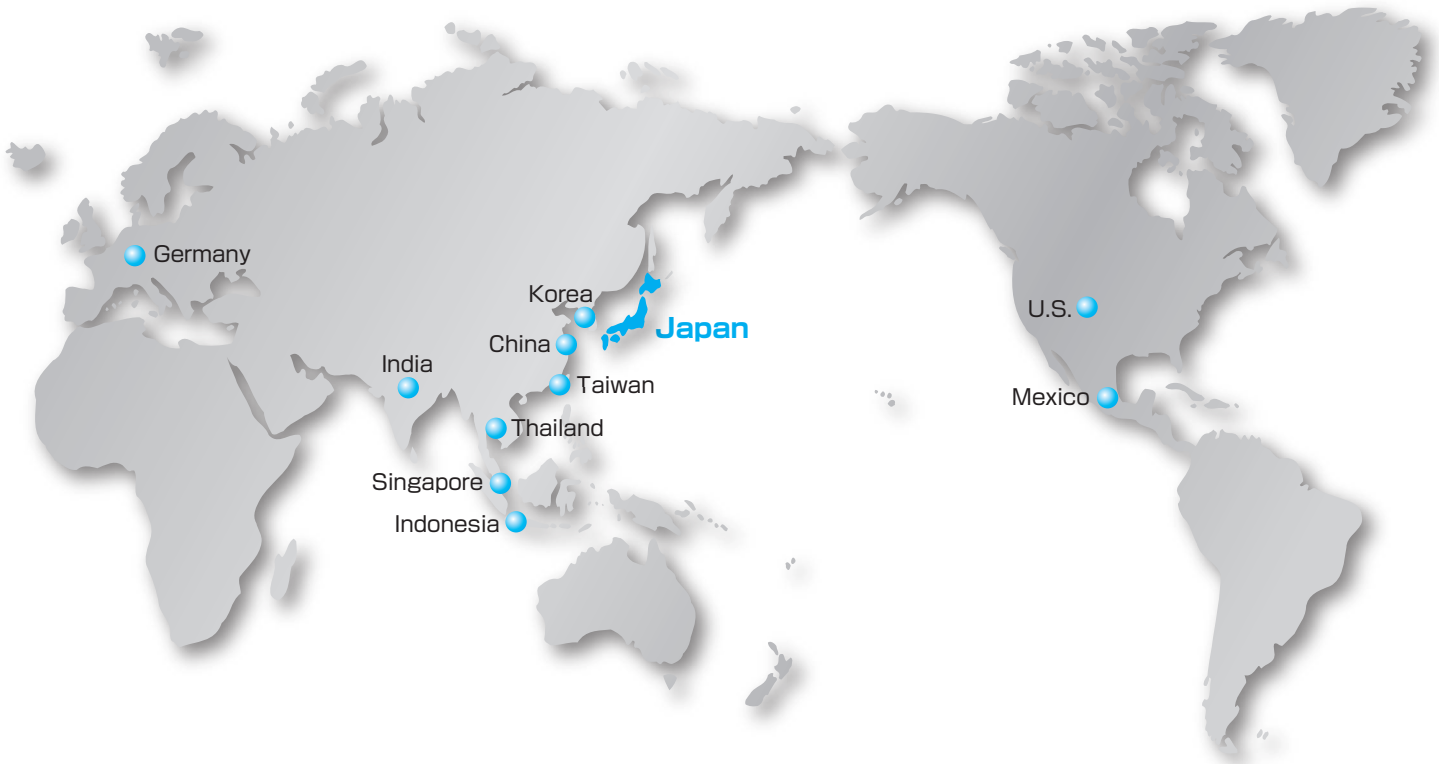 Germany
Korea
Japan
U.S.
China
India
Taiwan
Mexico
Thailand
Singapore
Indonesia